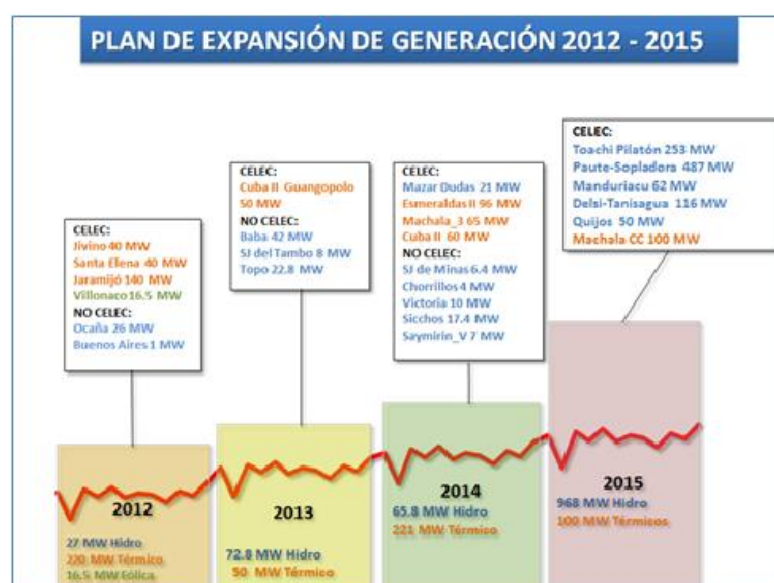 PLAN DE EXPANSIÓN DE GENERACIÓN 2012 - 2015
CELEC:
Jivino 40 MW
Santa Elena 40 MW
Jaramijó 140 MW
Villonaco 16.5 MW
NO CELEC:
Ocaña 26 MW
Buenos Aires 1 MW
CELEC:
Cuba II Guangopolo
50 MW
NO CELEC:
Baba 42 MW
SJ del Tambo 8 MW
Topo 22.8 MW
CELEC:
Mazar Dudas 21 MW
Esmeraldas II 96 MW
Machala_3 65 MW
Cuba II 60 MW
NO CELEC:
SJ de Minas 6.4 MW
Chorrillos 4 MW
Victoria 10 MW
Sicchos 17.4 MW
Saymirin_V 7 MW
CELEC:
Toachi Pilatón 253 MW
Paute-Sopladora 487 MW
Manduriacu 62 MW
Delsi-Tanisagua 116 MW
Quijos 50 MW
Machala CC 100 MW
2012
27 MW Hidro
220 MW Térmico
16.5 MW Eólica
2013
72.8 MW Hidro
50 MW Térmico
2014
65.8 MW Hidro
221 MW Térmico
2015
968 MW Hidro
100 MW Térmicos